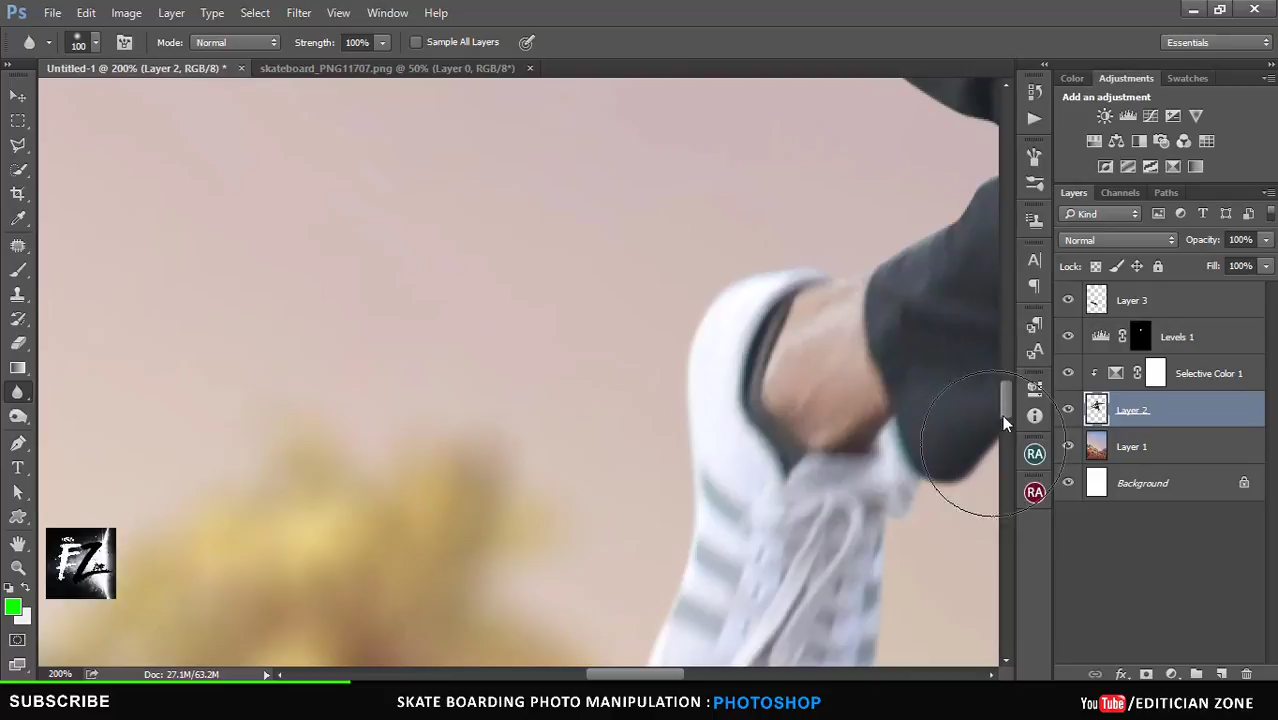 Ps File Edit Image Layer Type Select Filter 3D View Window Help
100 Mode: Normal Strength: 100% Sample All Layers Essentials
Untitled-1 @ 200% (Layer 2, RGB/8) * × skateboard_PNG11707.png @ 50% (Layer 0, RGB/8*) ×
Color Adjustments Swatches
Add an adjustment
Layers Channels Paths
Kind
Normal Opacity: 100%
Lock: Fill: 100%
Layer 3
Levels 1
Selective Color 1
Layer 2
Layer 1
Background
RA
RA
FZ
200% Doc: 27.1M/63.2M
SUBSCRIBE SKATE BOARDING PHOTO MANIPULATION : PHOTOSHOP YouTube/EDITICIAN ZONE